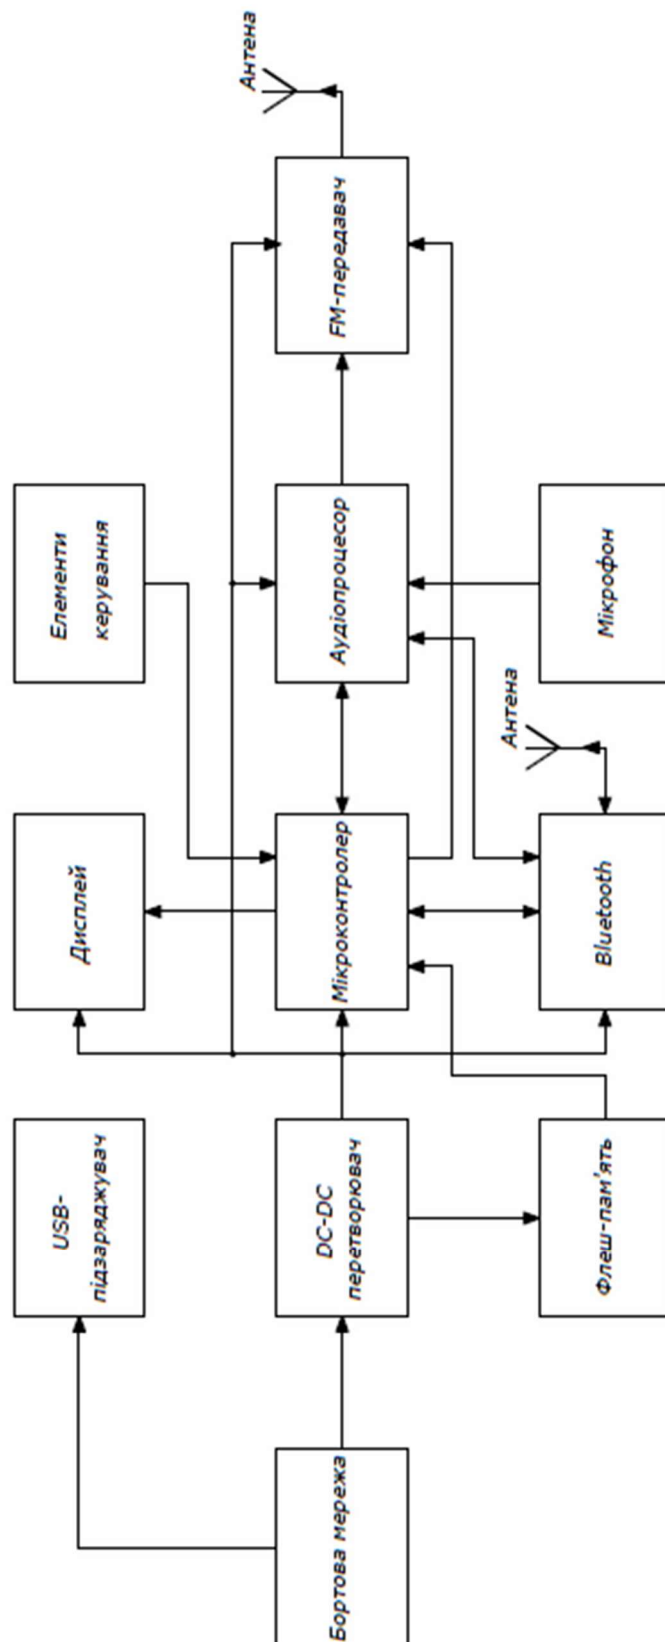 Бортова мережа
USB-
підзаряджувач
DC-DC
перетворювач
Флеш-пам'ять
Дисплей
Мікроконтролер
Bluetooth
Антена
Елементи
керування
Аудіопроцесор
Мікрофон
FM-передавач
Антена